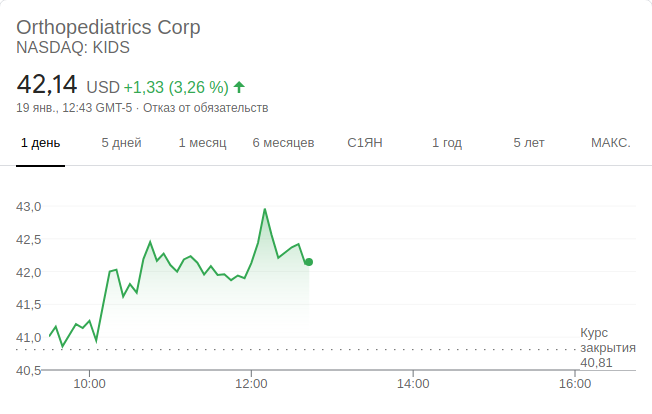 Orthopediatrics Corp
NASDAQ: KIDS
42,14 USD +1,33 (3,26 %)
19 янв., 12:43 GMT-5 · Отказ от обязательств
1 день 5 дней 1 месяц 6 месяцев С1ЯН 1 год 5 лет МАКС.
43,0
42,5
42,0
41,5
41,0
Курс
закрытия
40,81
40,5
10:00 12:00 14:00 16:00